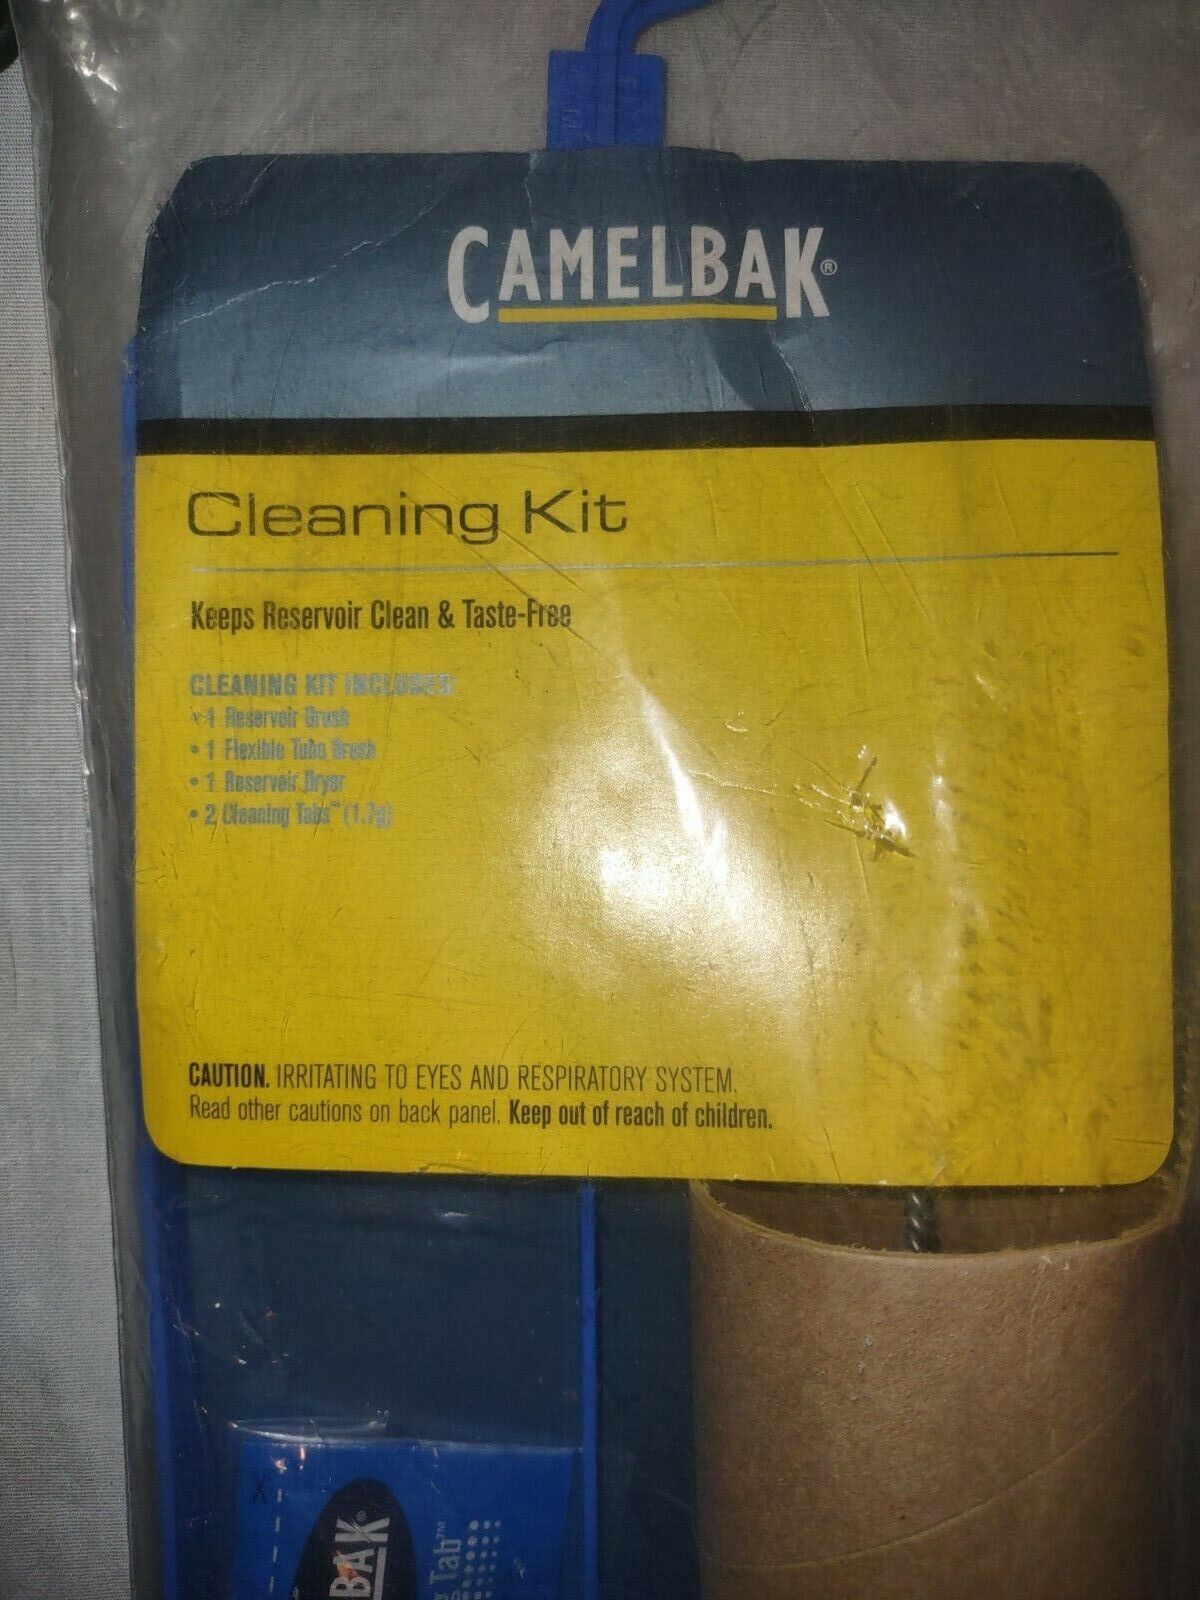 CAMELBAK®
Cleaning Kit
Keeps Reservoir Clean & Taste-Free
CLEANING KIT INCLUDES:
• 1 Reservoir Brush
• 1 Flexible Tube Brush
• 1 Reservoir Dryer
• 2 Cleaning Tabs™ (1.7g)
CAUTION. IRRITATING TO EYES AND RESPIRATORY SYSTEM.
Read other cautions on back panel. Keep out of reach of children.
BAK®
Tab™